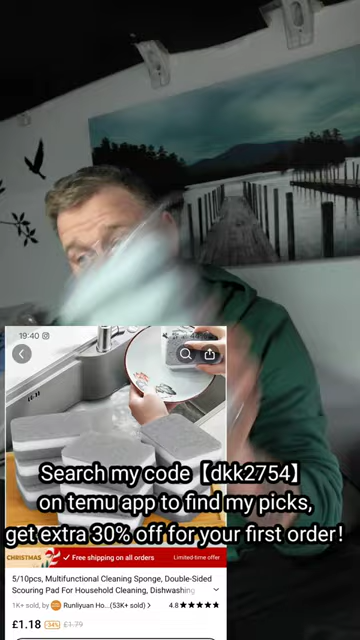 19:40
Search my code【dkk2754】
on temu app to find my picks,
get extra 30% off for your first order!
CHRISTMAS ✓ Free shipping on all orders Limited-time offer
5/10pcs, Multifunctional Cleaning Sponge, Double-Sided
Scouring Pad For Household Cleaning, Dishwashing
1K+ sold, by Runliyuan Ho...(53K+ sold) > 4.8 ★★★★★
£1.18 -34% £1.79